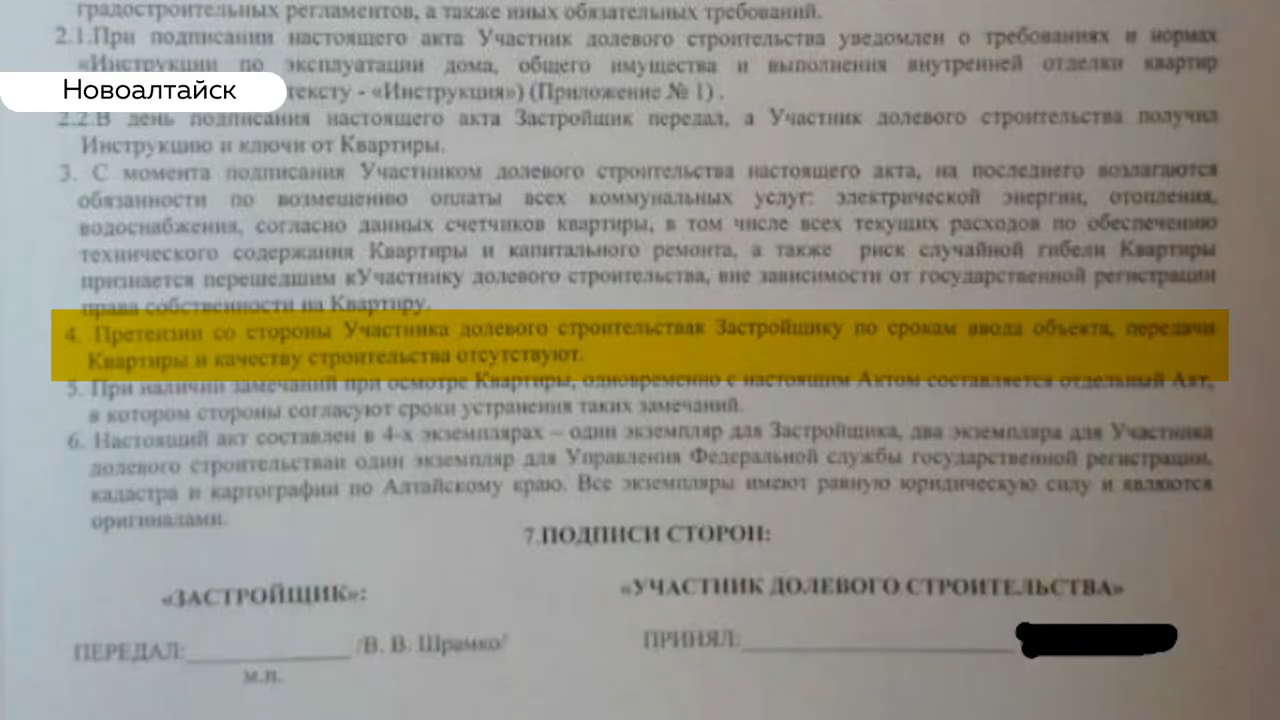 градостроительных регламентов, а также иных обязательных требований.
2.1.При подписании настоящего акта Участник долевого строительства уведомлен о требованиях и нормах
«Инструкции по эксплуатации дома, общего имущества и выполнения внутренней отделки квартир
Новоалтайск
тексту - «Инструкция») (Приложение № 1) .
2.2.В день подписания настоящего акта Застройщик передал, а Участник долевого строительства получил
Инструкцию и ключи от Квартиры.
3. С момента подписания Участником долевого строительства настоящего акта, на последнего возлагаются
обязанности по возмещению оплаты всех коммунальных услуг: электрической энергии, отопления,
водоснабжения, согласно данных счетчиков квартиры, в том числе всех текущих расходов по обеспечению
технического содержания Квартиры и капитального ремонта, а также риск случайной гибели Квартиры
признается перешедшим кУчастнику долевого строительства, вне зависимости от государственной регистрации
права собственности на Квартиру.
4. Претензии со стороны Участника долевого строительствак Застройщику по срокам ввода объекта, передачи
Квартиры и качеству строительства отсутствуют.
5. При наличии замечаний при осмотре Квартиры, одновременно с настоящим Актом составляется отдельный Акт,
в котором стороны согласуют сроки устранения таких замечаний.
6. Настоящий акт составлен в 4-х экземплярах – один экземпляр для Застройщика, два экземпляра для Участника
долевого строительстваи один экземпляр для Управления Федеральной службы государственной регистрации,
кадастра и картографии по Алтайскому краю. Все экземпляры имеют равную юридическую силу и являются
оригиналами.
7.ПОДПИСИ СТОРОН:
«ЗАСТРОЙЩИК»:
«УЧАСТНИК ДОЛЕВОГО СТРОИТЕЛЬСТВА»
ПЕРЕДАЛ:_____________/В. В. Шрамко/
ПРИНЯЛ:______________________
м.п.